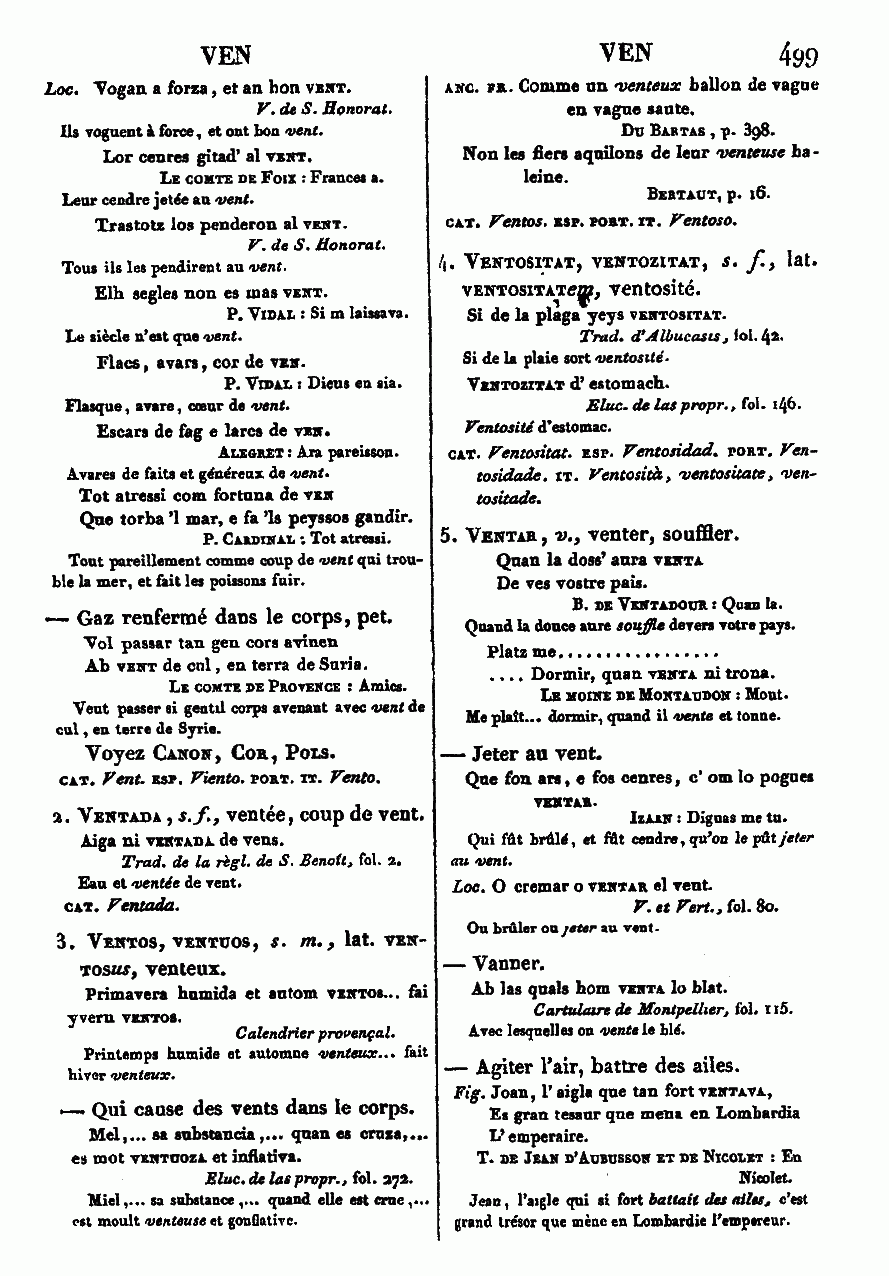 VEN
Loc. Vogan a forza, et an bon VENT.
V. de S. Honorat.
Ils voguent à force, et ont bon vent.
Lor cenres gitad' al VENT.
LE COMTE DE FOIX : Frances a.
Leur cendre jetée au vent.
Trastotz los penderon al VENT.
V. de S. Honorat.
Tous ils les pendirent au vent.
Elh segles non es mas VENT.
P. VIDAL : Si m laissava.
Le siècle n'est que vent.
Flacs, avars, cor de VEN.
P. VIDAL : Dieus en sia.
Flasque, avare, cœur de vent.
Escars de fag e larcs de VEN.
ALEGRET : Ara pareisson.
Avares de faits et généreux de vent.
Tot atressi com fortuna de VEN
Que torba 'l mar, e fa 'ls peyssos gandir.
P. CARDINAL : Tot atressi.
Tout pareillement comme coup de vent qui trou-
ble la mer, et fait les poissons fuir.
— Gaz renfermé dans le corps, pet.
Vol passar tan gen cors avinen
Ab VENT de cul, en terra de Suria.
LE COMTE DE PROVENCE : Amics.
Veut passer si gentil corps avenant avec vent de
cul, en terre de Syrie.
Voyez CANON, COR, POLS.
CAT. Vent. ESP. Viento. PORT. IT. Vento.
2. VENTADA, s. f., ventée, coup de vent.
Aiga ni VENTADA de vens.
Trad. de la règl. de S. Benoît, fol. 2.
Eau et ventée de vent.
CAT. Ventada.
3. VENTOS, VENTUOS, s. m., lat. VEN-
TOSUS, venteux.
Primavera humida et autom VENTOS... fai
yvern VENTOS.
Calendrier provençal.
Printemps humide et automne venteux... fait
hiver venteux.
— Qui cause des vents dans le corps.
Mel,... sa substancia,... quan es cruza,...
es mot VENTUOZA et inflativa.
Eluc. de las propr., fol. 272.
Miel,... sa substance,... quand elle est crue,...
est moult venteuse et gonflative.
VEN 499
ANC. FR. Comme un venteux ballon de vague
en vague saute.
DU BARTAS, p. 398.
Non les fiers aquilons de leur venteuse ha-
leine.
BERTAUT, p. 16.
CAT. Ventos. ESP. PORT. IT. Ventoso.
4. VENTOSITAT, VENTOZITAT, s. f., lat.
VENTOSITATem, ventosité.
Si de la plaga yeys VENTOSITAT.
Trad. d'Albucasis, fol. 42.
Si de la plaie sort ventosité.
VENTOZITAT d'estomach.
Eluc. de las propr., fol. 146.
Ventosité d'estomac.
CAT. Ventositat. ESP. Ventosidad. PORT. Ven-
tosidade. IT. Ventosità, ventositate, ven-
tositade.
5. VENTAR, v., venter, souffler.
Quan la doss' aura VENTA
De ves vostre pais.
B. DE VENTADOUR : Quan la.
Quand la douce aure souffle devers votre pays.
Platz me.................
.... Dormir, quan VENTA ni trona.
LE MOINE DE MONTAUDON : Mout.
Me plaît... dormir, quand il vente et tonne.
— Jeter au vent.
Que fon ars, e fos cenres, c' om lo pogues
VENTAR.
IZARN : Diguas me tu.
Qui fût brûlé, et fût cendre, qu'on le pût jeter
au vent.
Loc. O cremar o VENTAR el vent.
V. et Vert., fol. 80.
Ou brûler ou jeter au vent.
— Vanner.
Ab las quals hom VENTA lo blat.
Cartulaire de Montpellier, fol. 115.
Avec lesquelles on vente le blé.
— Agiter l'air, battre des ailes.
Fig. Joan, l' aigla que tan fort VENTAVA,
Es gran tesaur que mena en Lombardia
L' emperaire.
T. DE JEAN D'AUBUSSON ET DE NICOLET : En
Nicolet.
Jean, l'aigle qui si fort battait des ailes, c'est
grand trésor que mène en Lombardie l'empereur.